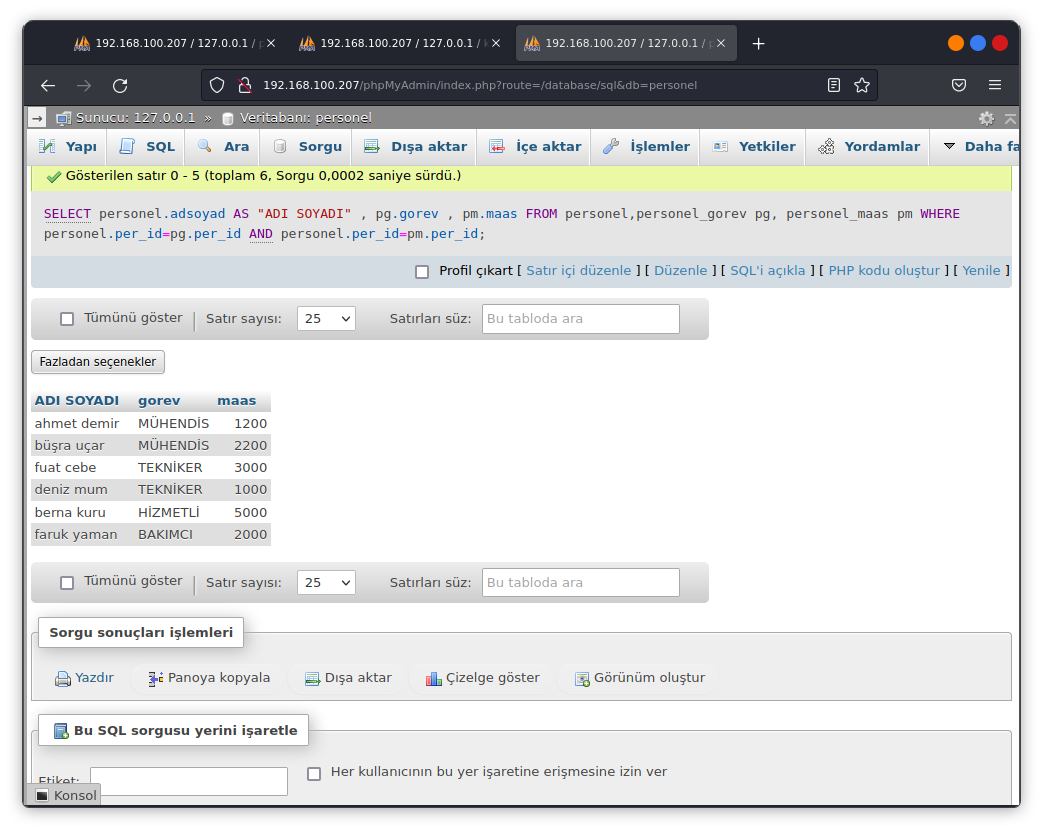 192.168.100.207 / 127.0.0.1 / p
192.168.100.207 / 127.0.0.1 / k
192.168.100.207 / 127.0.0.1 / p
192.168.100.207/phpMyAdmin/index.php?route=/database/sql&db=personel
Sunucu: 127.0.0.1 » Veritabanı: personel
Yapı SQL Ara Sorgu Dışa aktar İçe aktar İşlemler Yetkiler Yordamlar Daha fa
Gösterilen satır 0 - 5 (toplam 6, Sorgu 0,0002 saniye sürdü.)
SELECT personel.adsoyad AS "ADI SOYADI" , pg.gorev , pm.maas FROM personel,personel_gorev pg, personel_maas pm WHERE
personel.per_id=pg.per_id AND personel.per_id=pm.per_id;
Profil çıkart [ Satır içi düzenle ] [ Düzenle ] [ SQL'i açıkla ] [ PHP kodu oluştur ] [ Yenile ]
Tümünü göster Satır sayısı: 25 Satırları süz: Bu tabloda ara
Fazladan seçenekler
ADI SOYADI gorev maas
ahmet demir MÜHENDİS 1200
büşra uçar MÜHENDİS 2200
fuat cebe TEKNİKER 3000
deniz mum TEKNİKER 1000
berna kuru HİZMETLİ 5000
faruk yaman BAKIMCI 2000
Tümünü göster Satır sayısı: 25 Satırları süz: Bu tabloda ara
Sorgu sonuçları işlemleri
Yazdır Panoya kopyala Dışa aktar Çizelge göster Görünüm oluştur
Bu SQL sorgusu yerini işaretle
Etiket: Her kullanıcının bu yer işaretine erişmesine izin ver
Konsol